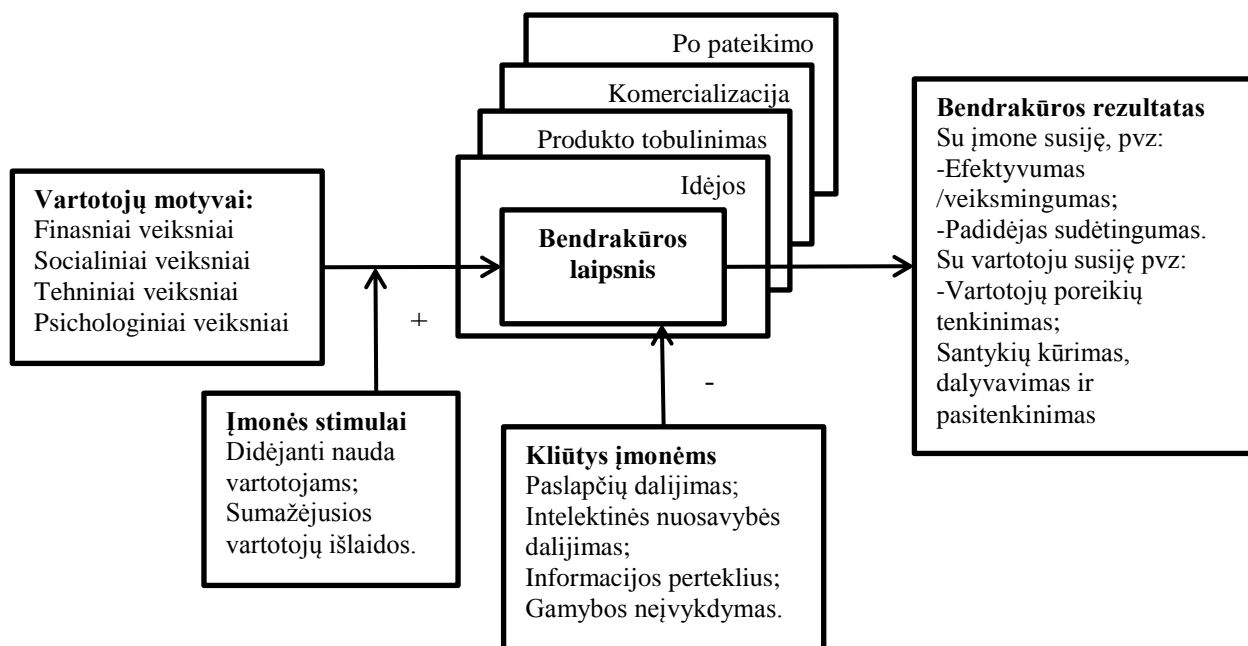 Po pateikimo
Komercializacija
Produkto tobulinimas
Idėjos
Bendrakūros
laipsnis
Vartotojų motyvai:
Finasniai veiksniai
Socialiniai veiksniai
Tehniniai veiksniai
Psichologiniai veiksniai
+
Įmonės stimulai
Didėjanti nauda
vartotojams;
Sumažėjusios
vartotojų išlaidos.
-
Kliūtys įmonėms
Paslapčių dalijimas;
Intelektinės nuosavybės
dalijimas;
Informacijos perteklius;
Gamybos neįvykdymas.
Bendrakūros rezultatas
Su įmone susiję, pvz:
-Efektyvumas
/veiksmingumas;
-Padidėjas sudėtingumas.
Su vartotoju susiję pvz:
-Vartotojų poreikių
tenkinimas;
Santykių kūrimas,
dalyvavimas ir
pasitenkinimas